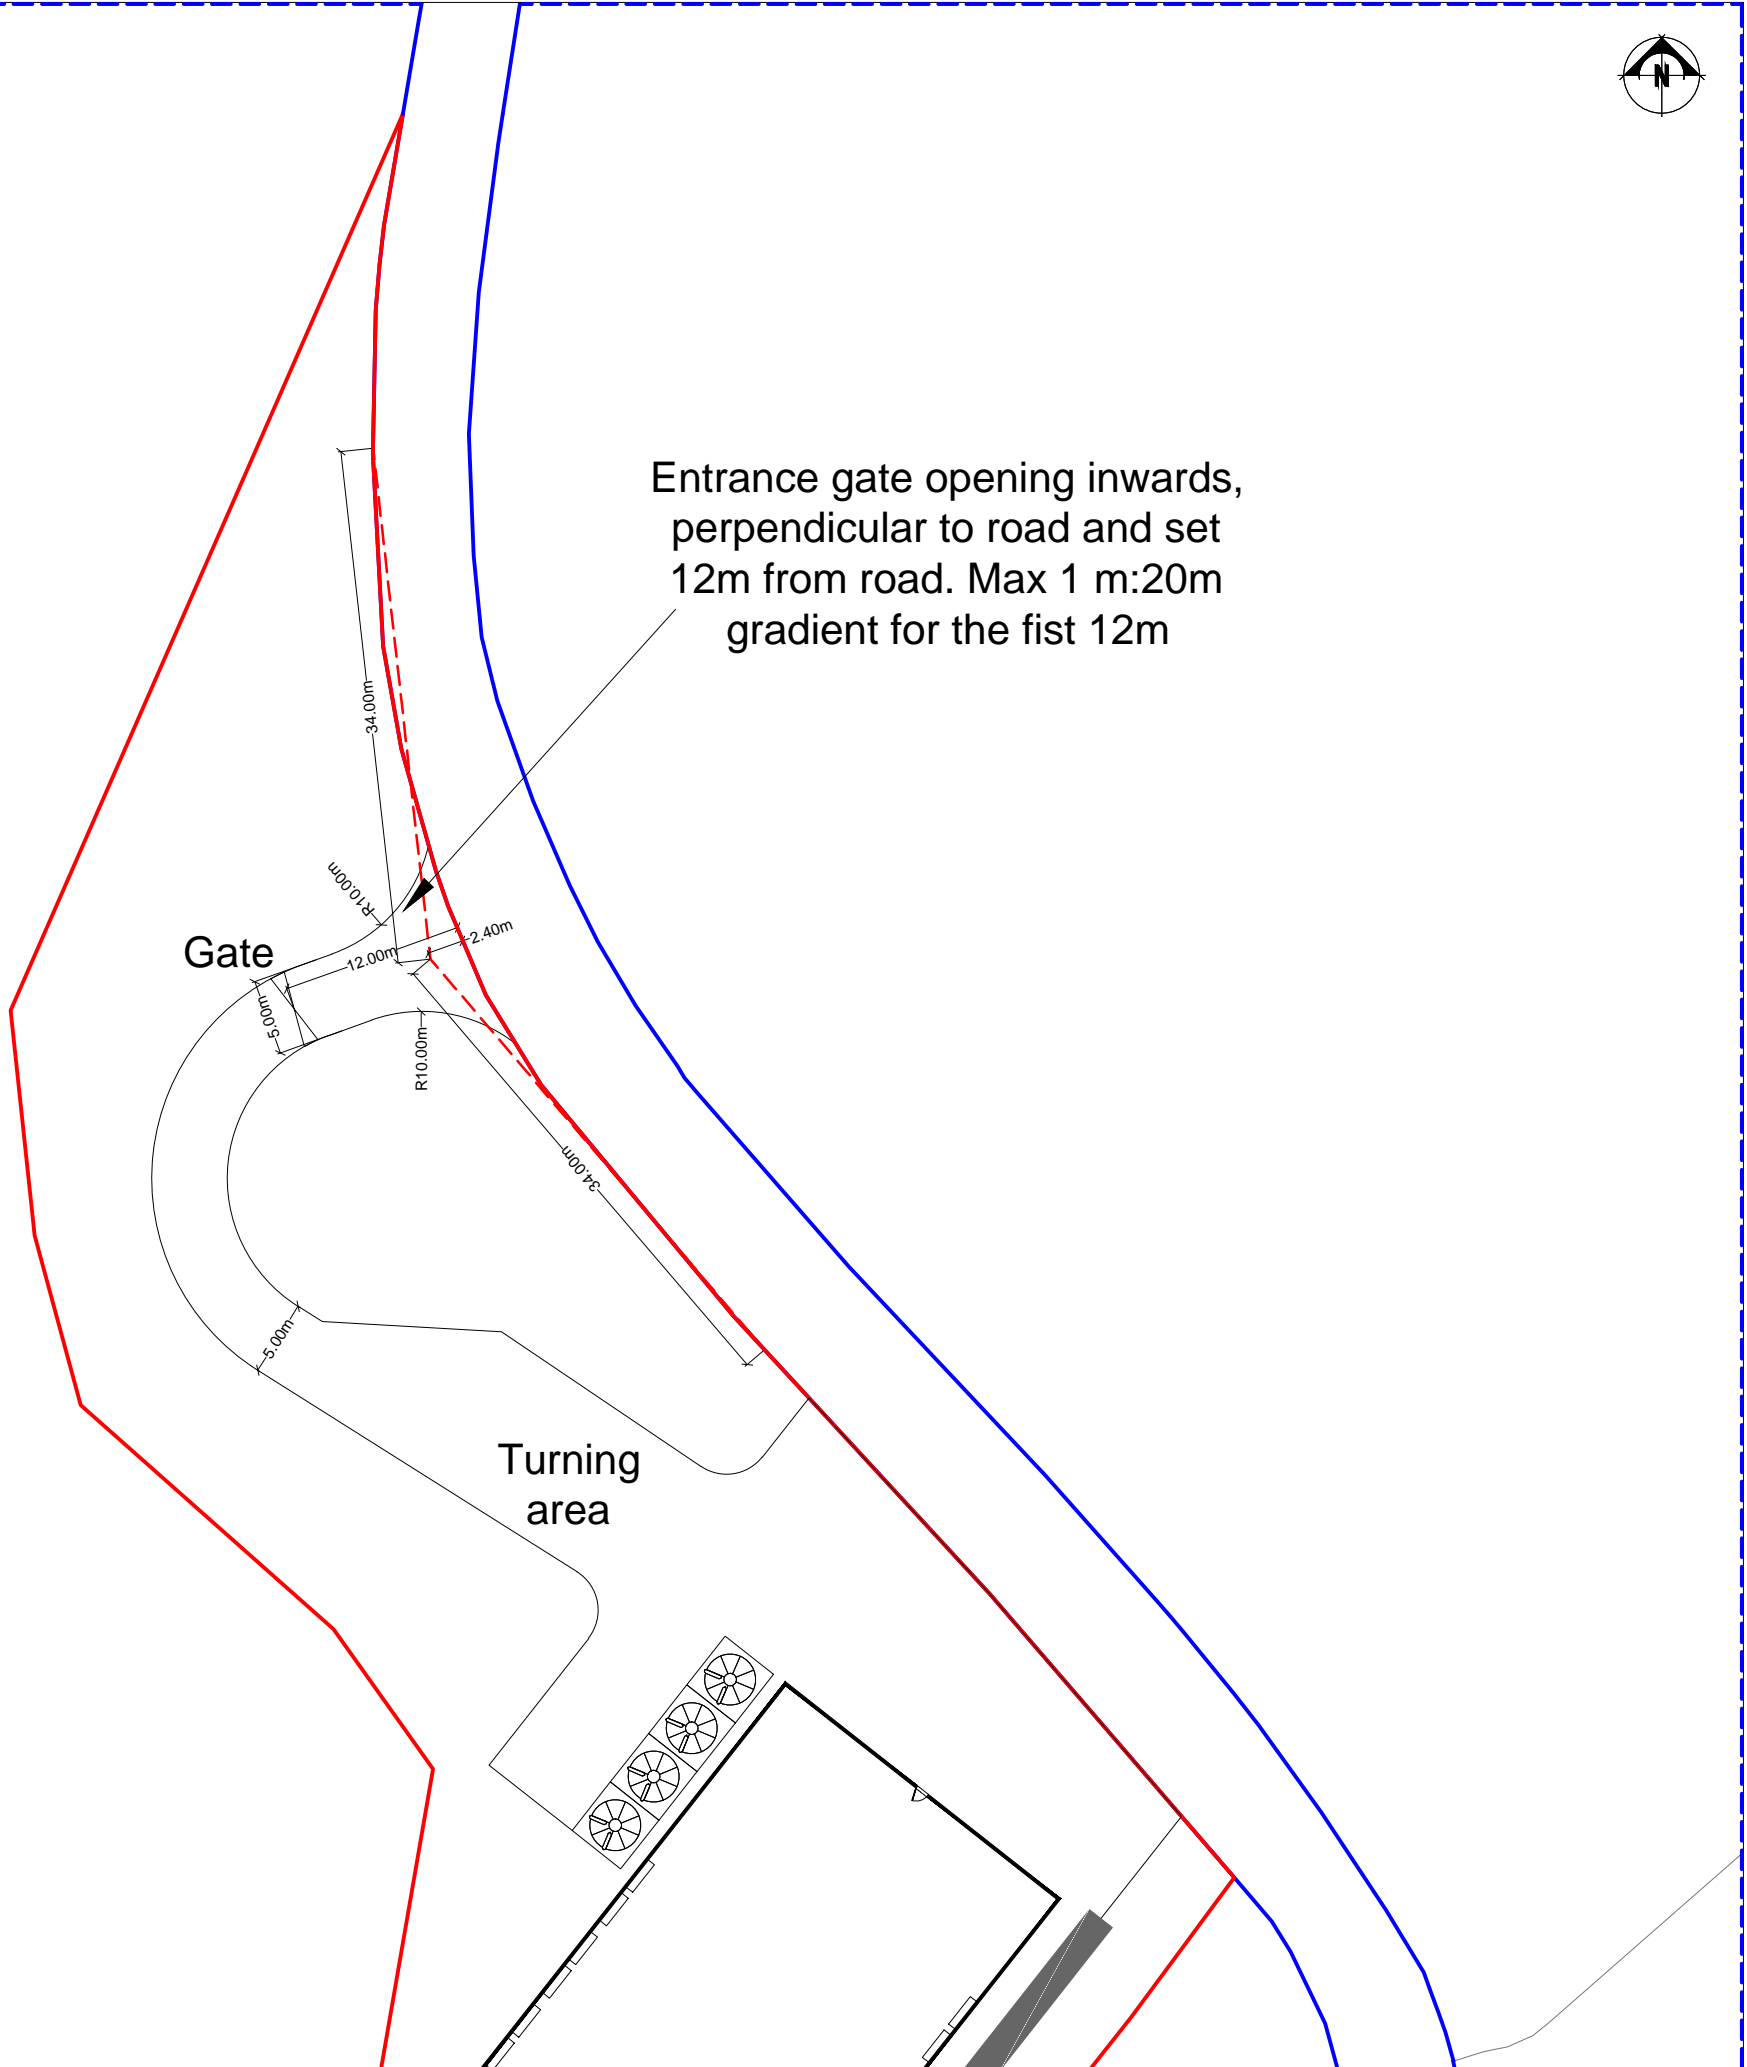 N
Entrance gate opening inwards,
perpendicular to road and set
12m from road. Max 1 m:20m
gradient for the fist 12m
34.00m
R10.00m
2.40m
Gate
12.00m
5.00m
R10.00m
34.00m
5.00m
Turning
area